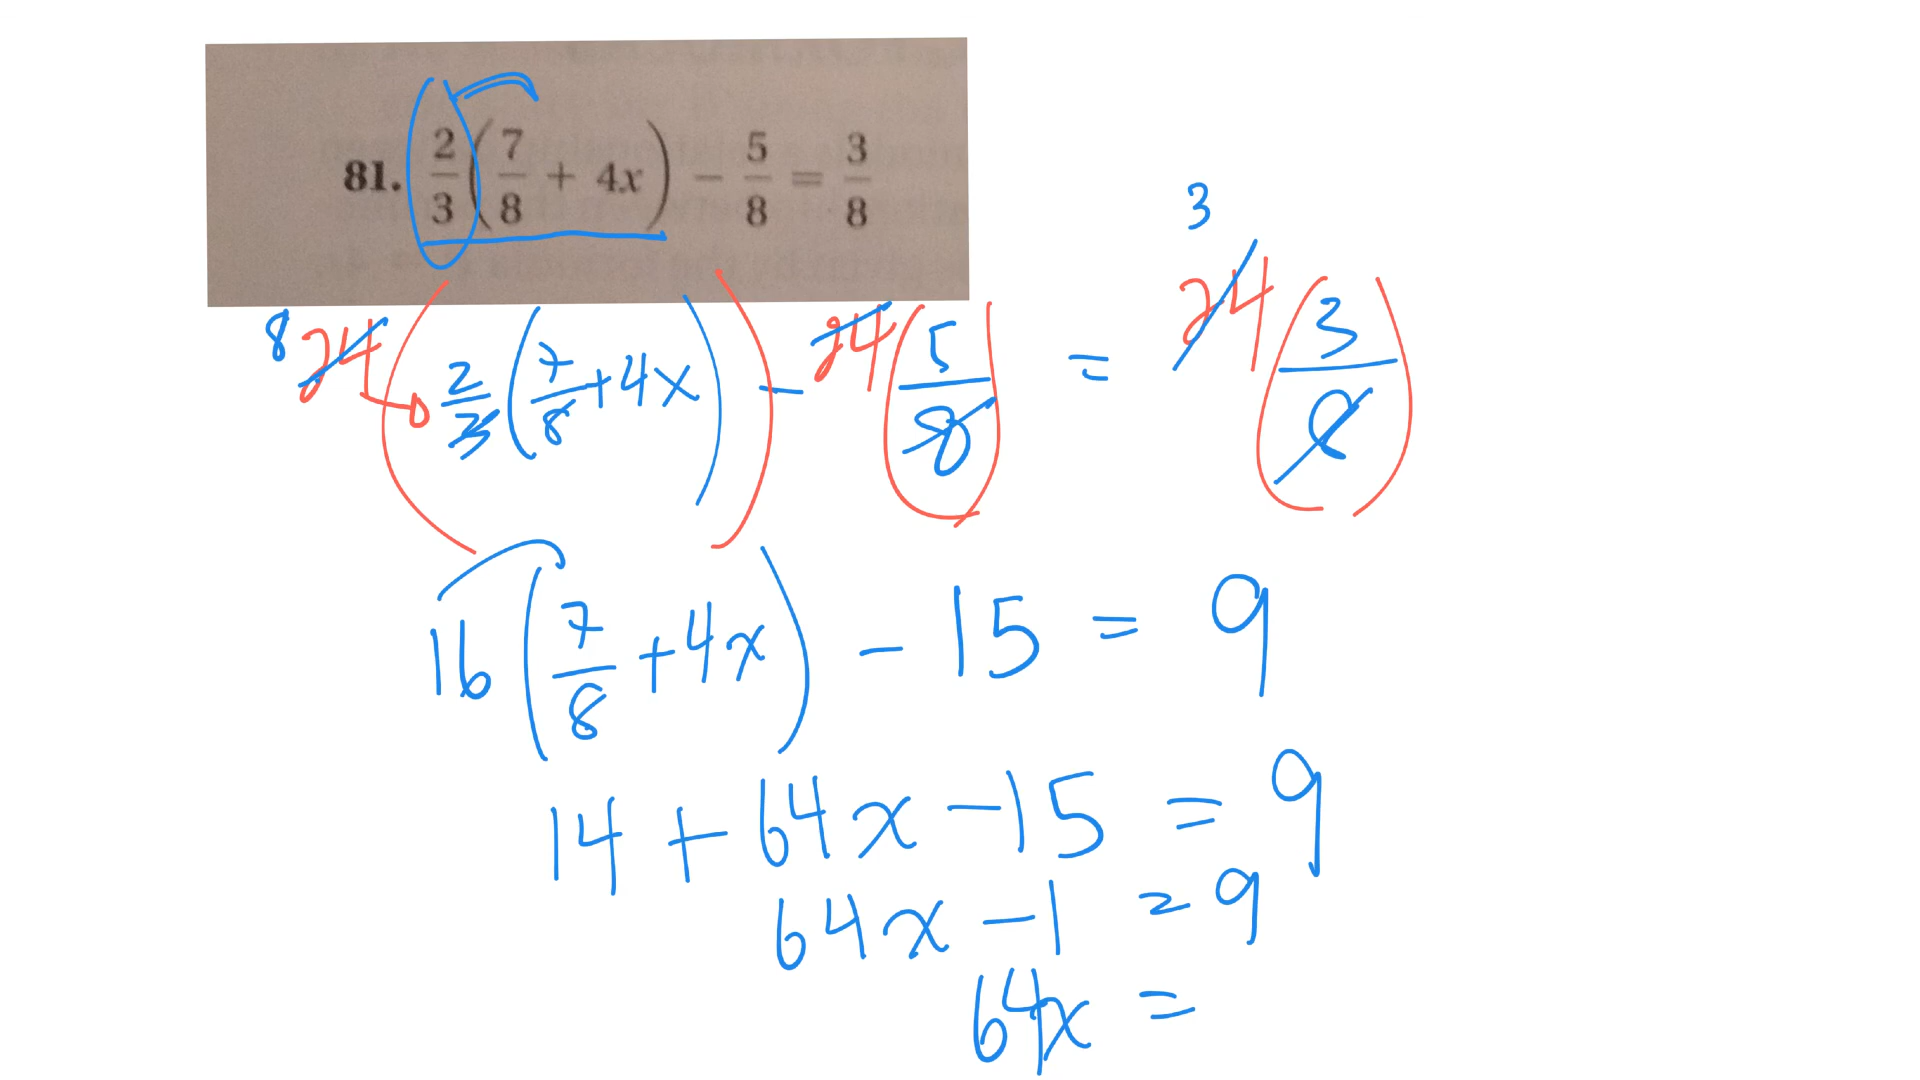 81. 2/3 (7/8 + 4x) - 5/8 = 3/8
3
8 24 (2/3 (7/8 + 4x)) - 24 (5/8) = 24 (3/8)
16 (7/8 + 4x) - 15 = 9
14 + 64x - 15 = 9
64x - 1 = 9
64x =